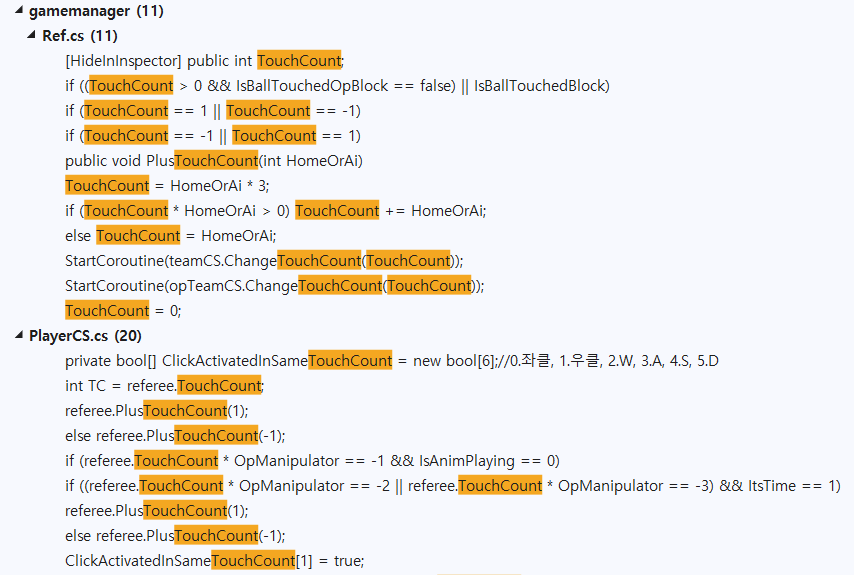 gamemanager (11)
Ref.cs (11)
[HideInInspector] public int TouchCount;
if ((TouchCount > 0 && IsBallTouchedOpBlock == false) || IsBallTouchedBlock)
if (TouchCount == 1 || TouchCount == -1)
if (TouchCount == -1 || TouchCount == 1)
public void PlusTouchCount(int HomeOrAi)
TouchCount = HomeOrAi * 3;
if (TouchCount * HomeOrAi > 0) TouchCount += HomeOrAi;
else TouchCount = HomeOrAi;
StartCoroutine(teamCS.ChangeTouchCount(TouchCount));
StartCoroutine(opTeamCS.ChangeTouchCount(TouchCount));
TouchCount = 0;
PlayerCS.cs (20)
private bool[] ClickActivatedInSameTouchCount = new bool[6];//0.좌클, 1.우클, 2.W, 3.A, 4.S, 5.D
int TC = referee.TouchCount;
referee.PlusTouchCount(1);
else referee.PlusTouchCount(-1);
if (referee.TouchCount * OpManipulator == -1 && IsAnimPlaying == 0)
if ((referee.TouchCount * OpManipulator == -2 || referee.TouchCount * OpManipulator == -3) && ItsTime == 1)
referee.PlusTouchCount(1);
else referee.PlusTouchCount(-1);
ClickActivatedInSameTouchCount[1] = true;